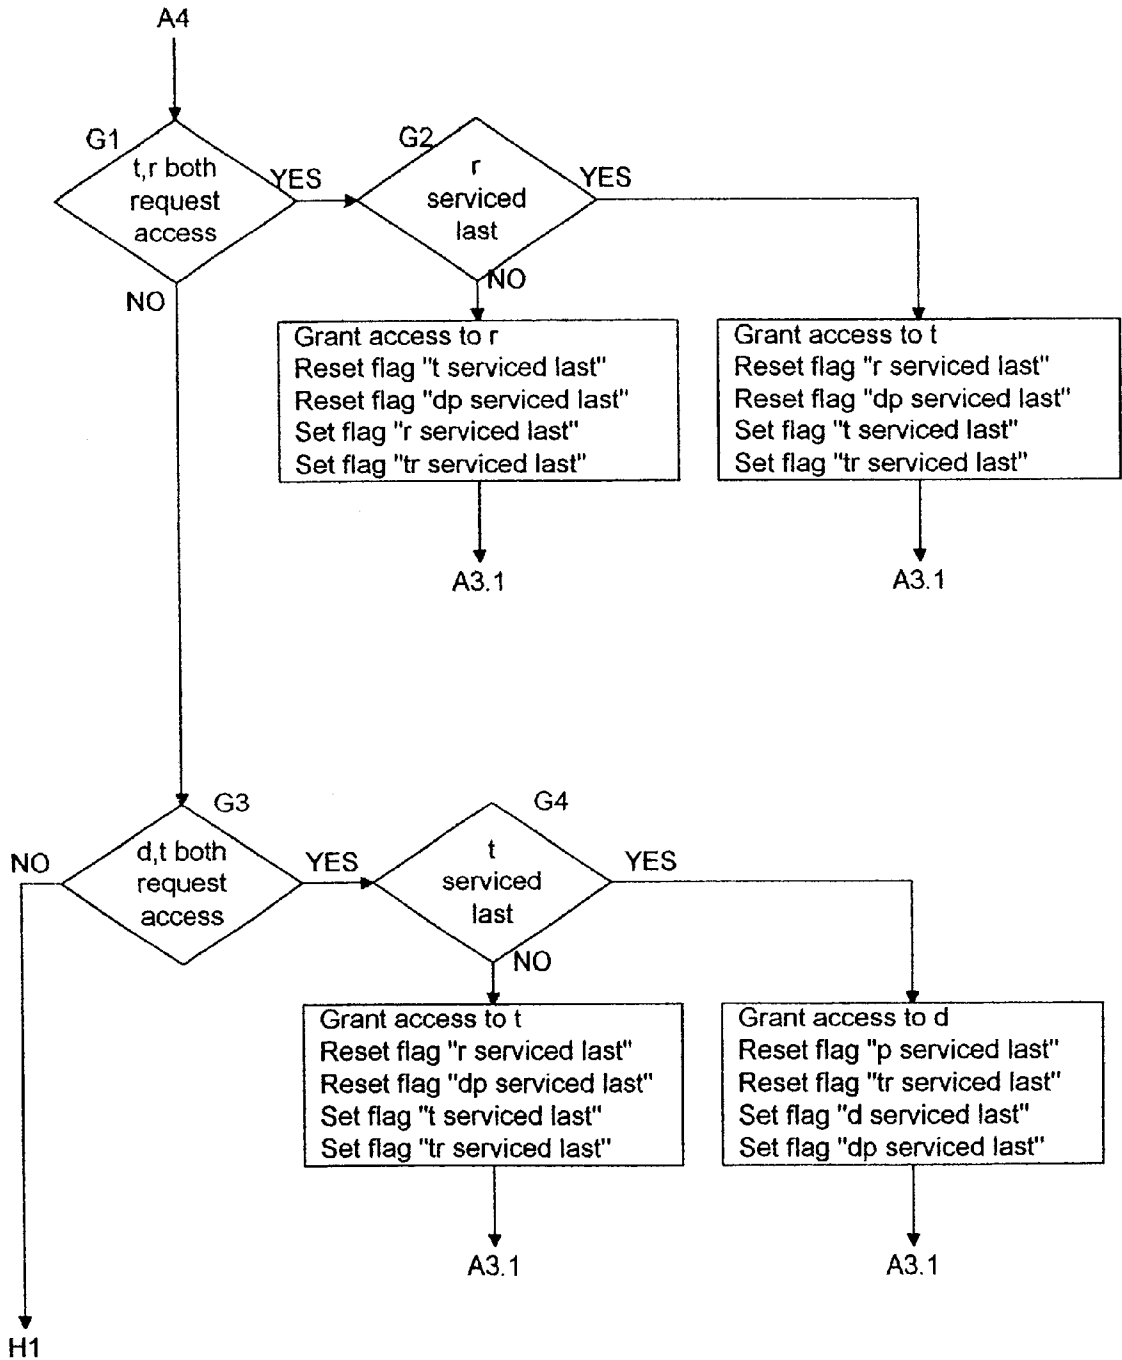 A4
G1
t,r both
request
access
YES
NO
G2
r
serviced
last
YES
NO
Grant access to r
Reset flag "t serviced last"
Reset flag "dp serviced last"
Set flag "r serviced last"
Set flag "tr serviced last"
A3.1
Grant access to t
Reset flag "r serviced last"
Reset flag "dp serviced last"
Set flag "t serviced last"
Set flag "tr serviced last"
A3.1
G3
d,t both
request
access
NO
YES
G4
t
serviced
last
YES
NO
Grant access to t
Reset flag "r serviced last"
Reset flag "dp serviced last"
Set flag "t serviced last"
Set flag "tr serviced last"
A3.1
Grant access to d
Reset flag "p serviced last"
Reset flag "tr serviced last"
Set flag "d serviced last"
Set flag "dp serviced last"
A3.1
H1